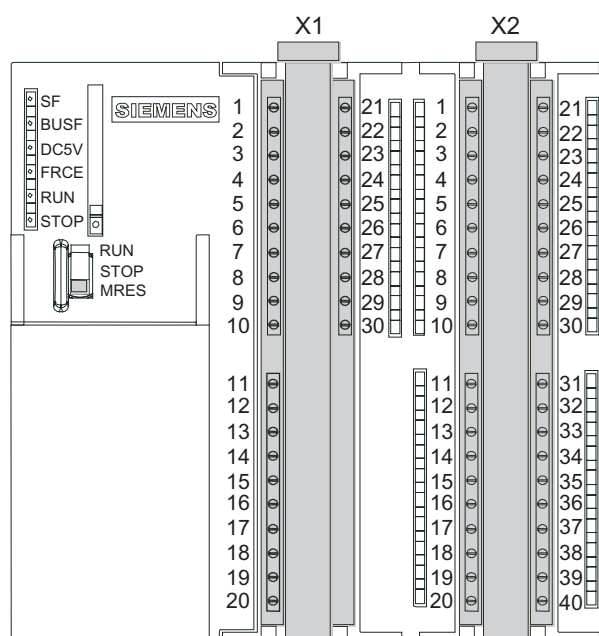 X1 X2
SF
BUSF
DC5V
FRCE
RUN
STOP
SIEMENS
RUN
STOP
MRES
1 21 1 21
2 22 2 22
3 23 3 23
4 24 4 24
5 25 5 25
6 26 6 26
7 27 7 27
8 28 8 28
9 29 9 29
10 30 10 30
11 11 31
12 12 32
13 13 33
14 14 34
15 15 35
16 16 36
17 17 37
18 18 38
19 19 39
20 20 40